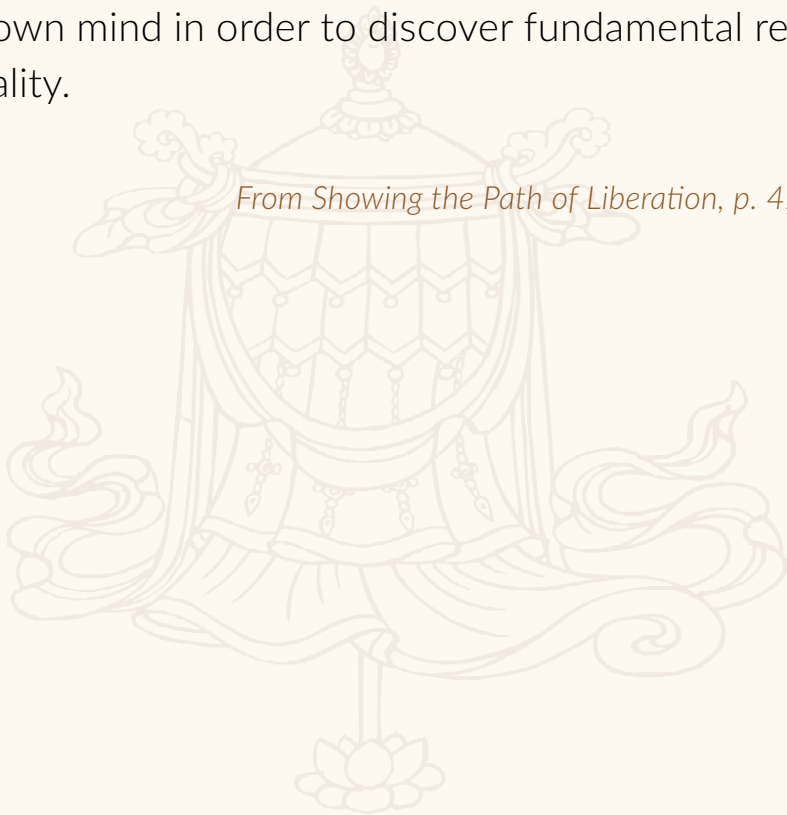 own mind in order to discover fundamental re
ality.
From Showing the Path of Liberation, p. 4